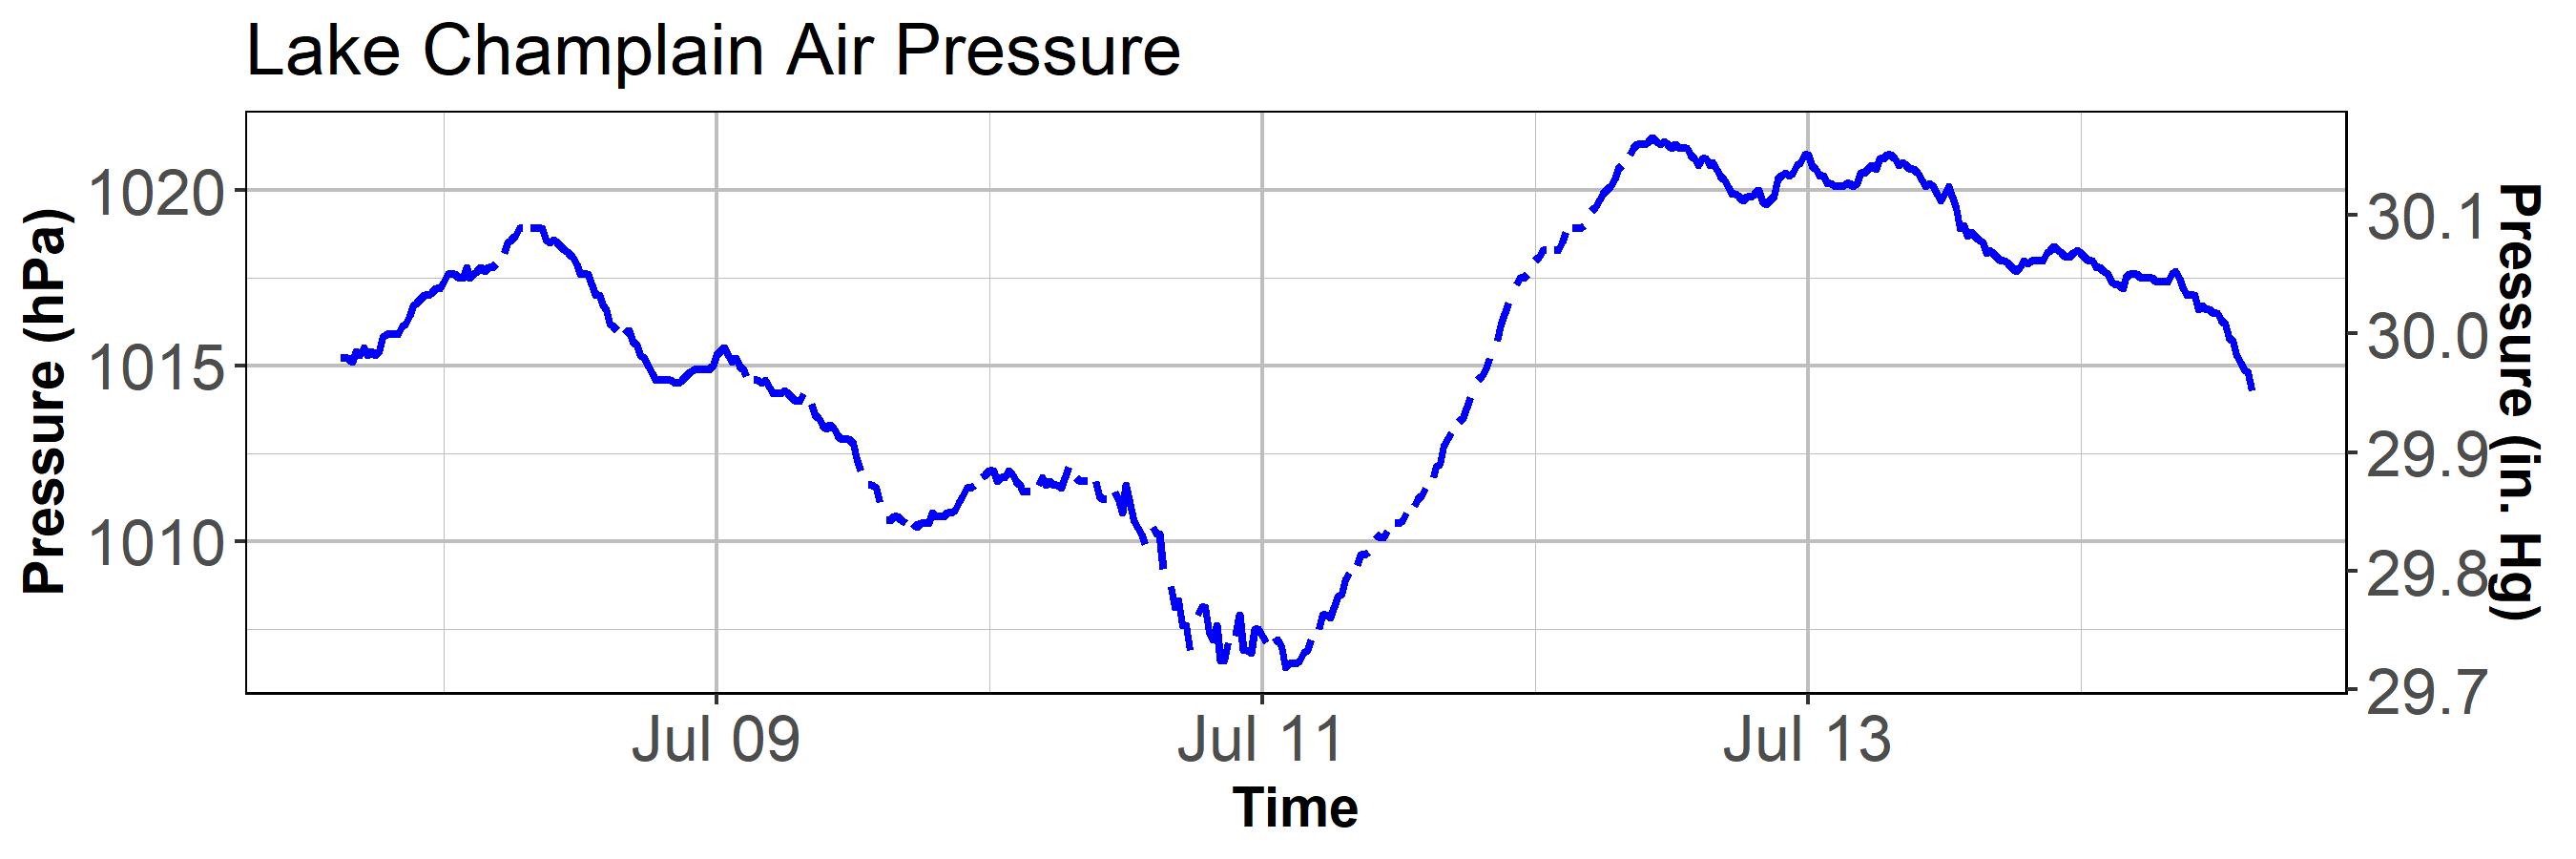 Lake Champlain Air Pressure
Pressure (hPa)
1020
1015
1010
30.1
30.0
29.9
29.8
29.7
Pressure (in. Hg)
Jul 09
Jul 11
Jul 13
Time